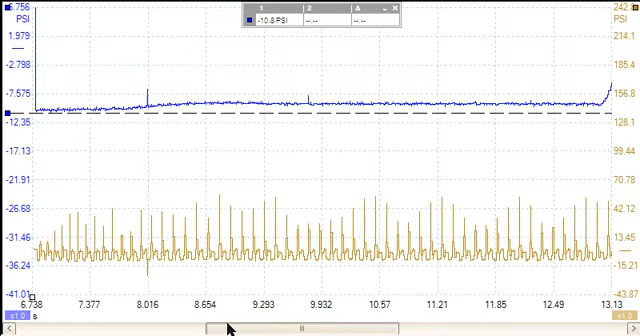 6.756 1 2 Δ 242.
PSI -10.8 PSI --.-- --.-- PSI
1.979 214.1
-2.798 185.4
-7.575 156.8
-12.35 128.1
-17.13 99.44
-21.91 70.78
-26.68 42.12
-31.46 13.45
-36.24 -15.21
-41.01 -43.87
6.738 7.377 8.016 8.654 9.293 9.932 10.57 11.21 11.85 12.49 13.13
x1.0 s x1.0